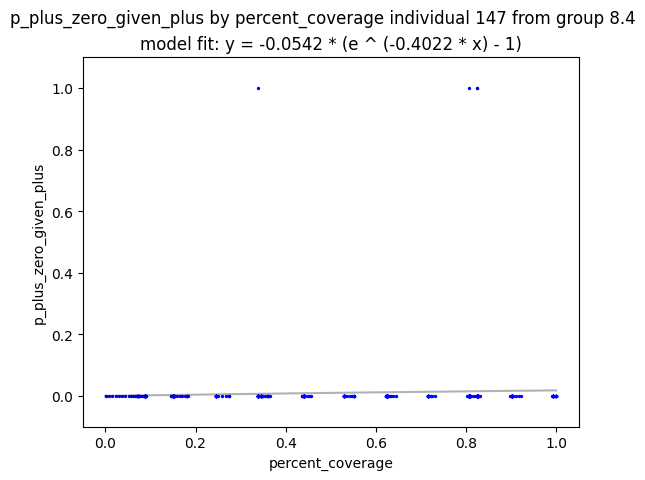 p_plus_zero_given_plus by percent_coverage individual 147 from group 8.4
model fit: y = -0.0542 * (e ^ (-0.4022 * x) - 1)
1.0
0.8
0.6
0.4
0.2
0.0
p_plus_zero_given_plus
0.0 0.2 0.4 0.6 0.8 1.0
percent_coverage